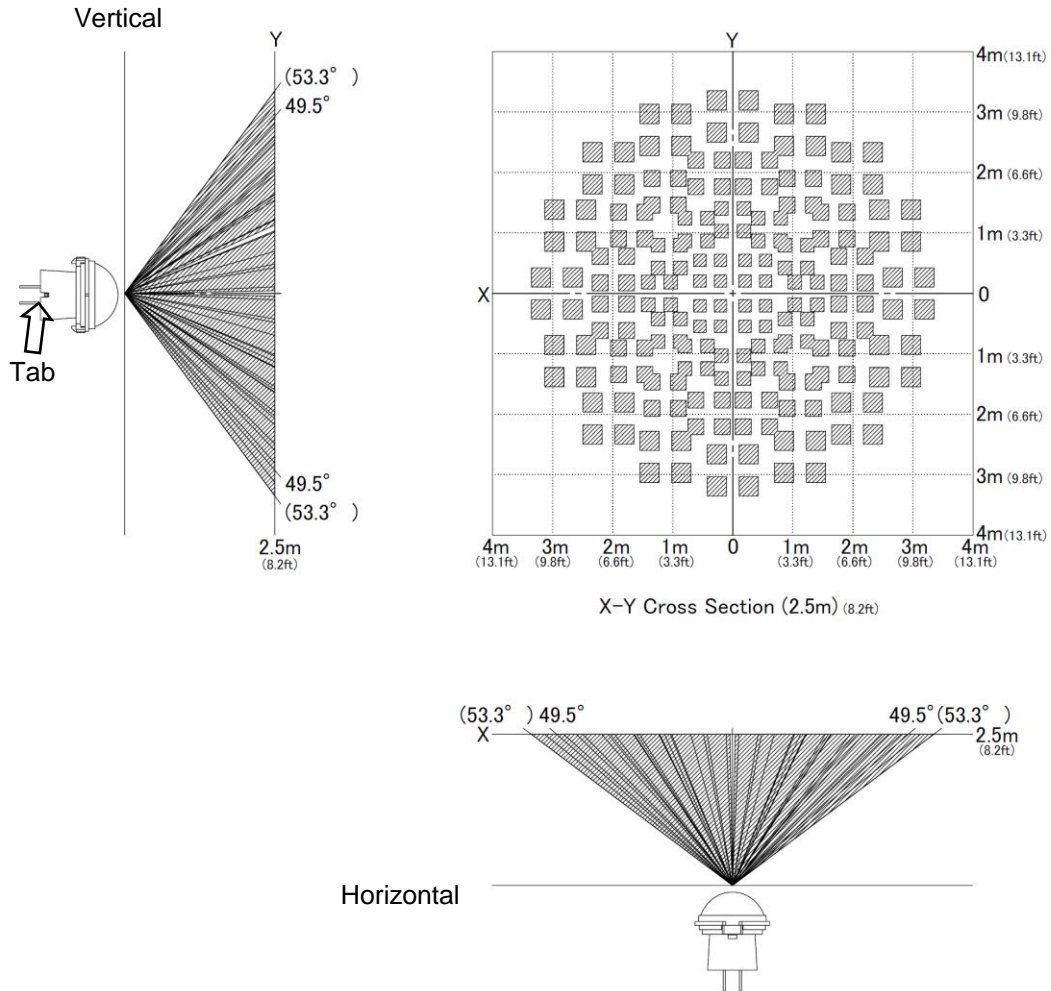 Vertical
Y
(53.3° )
49.5°
Tab
49.5°
(53.3° )
2.5m
(8.2ft)
Y
4m(13.1ft)
3m (9.8ft)
2m (6.6ft)
1m (3.3ft)
X
0
1m (3.3ft)
2m (6.6ft)
3m (9.8ft)
4m(13.1ft)
4m 3m 2m 1m 0 1m 2m 3m 4m
(13.1ft) (9.8ft) (6.6ft) (3.3ft) (3.3ft) (6.6ft) (9.8ft) (13.1ft)
X-Y Cross Section (2.5m) (8.2ft)
(53.3° ) 49.5° 49.5° (53.3° )
X 2.5m
(8.2ft)
Horizontal